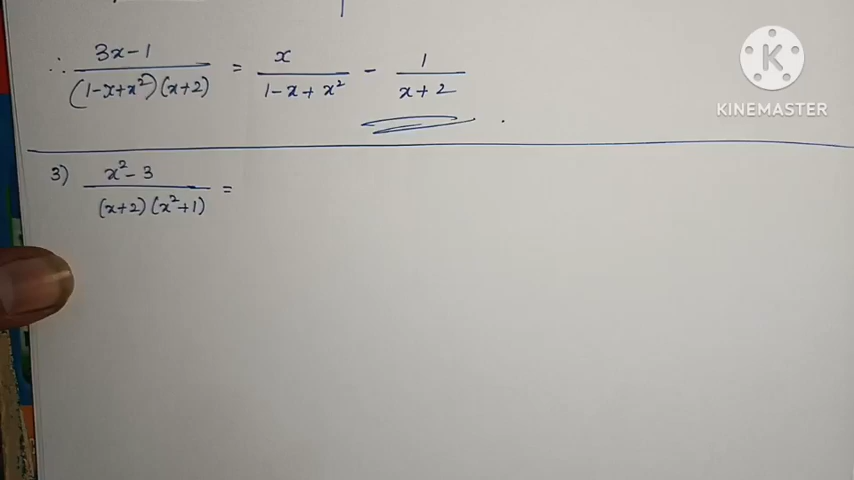 ∴ (3x-1)/((1-x+x²)(x+2)) = x/(1-x+x²) - 1/(x+2)
K
KINEMASTER
3) (x²-3)/((x+2)(x²+1)) =